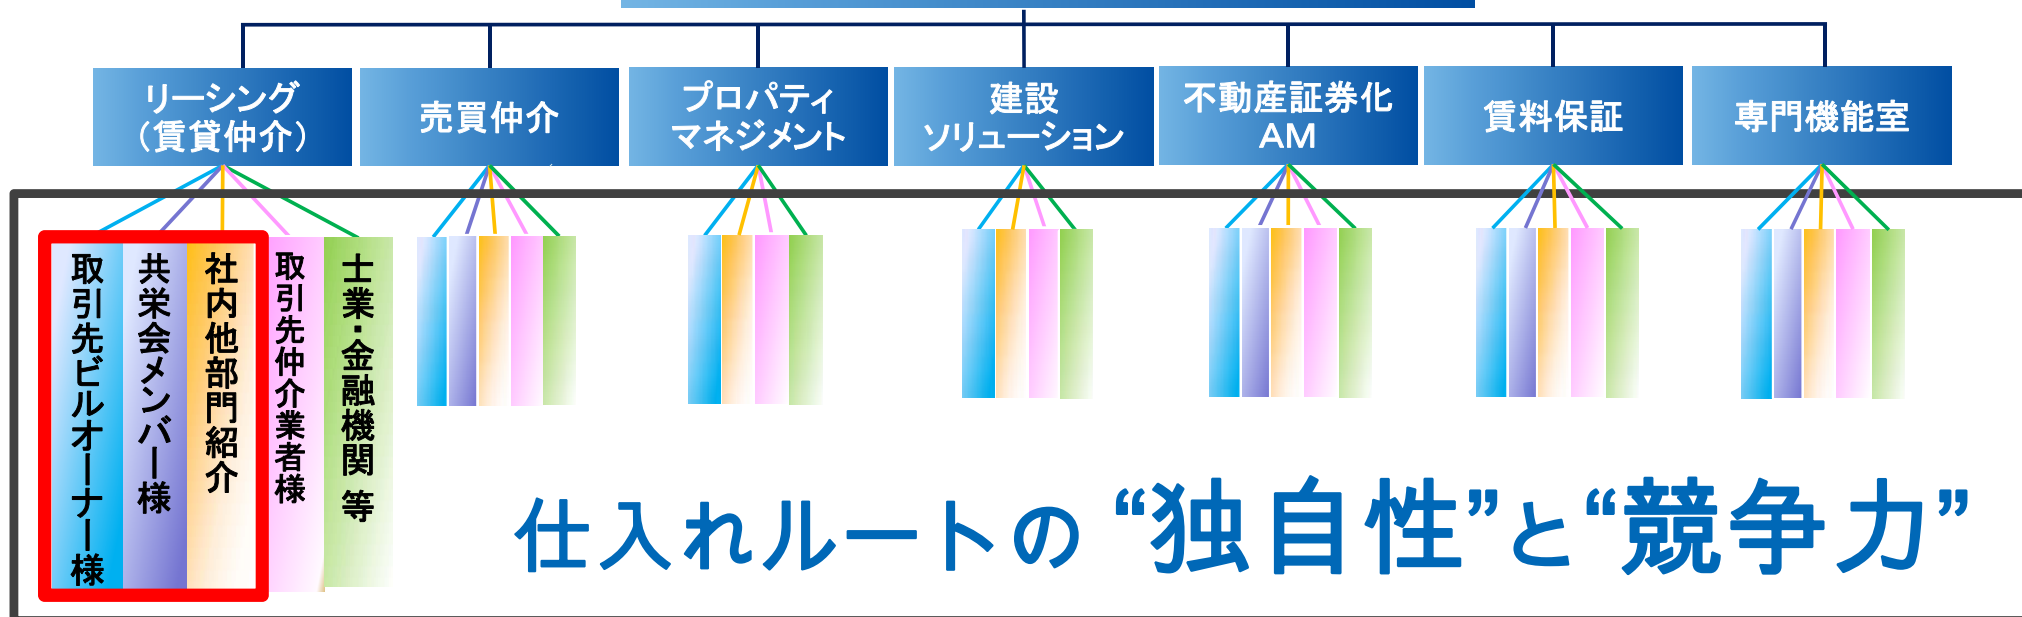 リーシング
（賃貸仲介）
売買仲介
プロパティ
マネジメント
建設
ソリューション
不動産証券化
AM
賃料保証
専門機能室
取引先ビルオーナー様
共栄会メンバー様
社内他部門紹介
取引先仲介業者様
士業・金融機関 等
仕入れルートの“独自性”と“競争力”